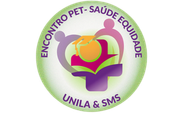 ENCONTRO PET- SAÚDE EQUIDADE
UNILA & SMS